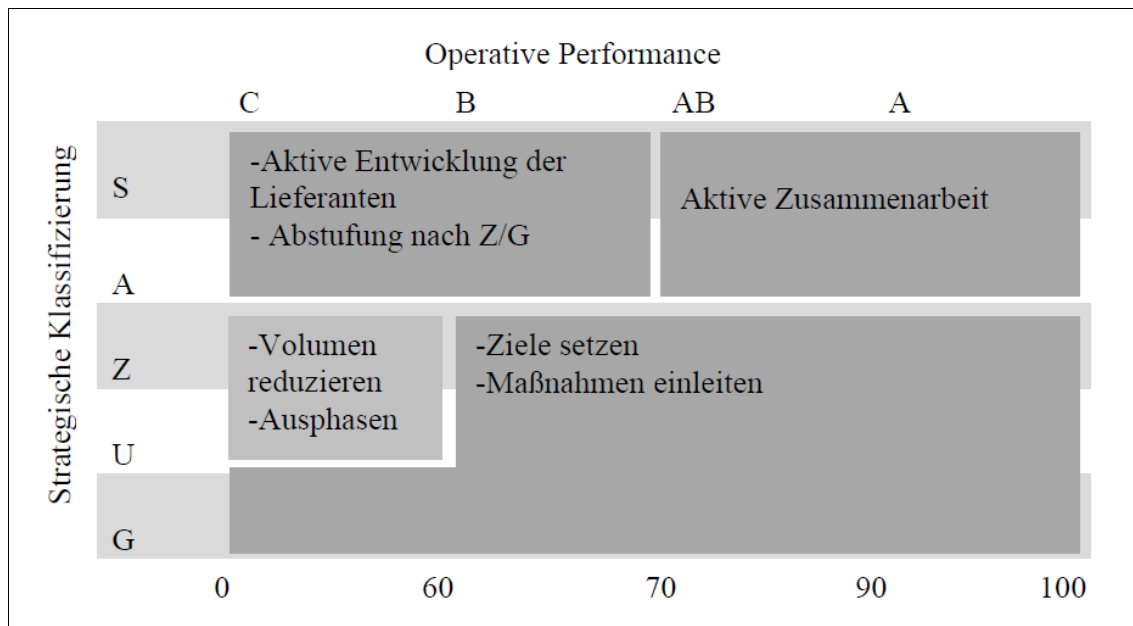 Operative Performance
C B AB A
Strategische Klassifizierung
S
-Aktive Entwicklung der
Lieferanten
- Abstufung nach Z/G
Aktive Zusammenarbeit
A
Z
-Volumen
reduzieren
-Ausphasen
-Ziele setzen
-Maßnahmen einleiten
U
G
0 60 70 90 100